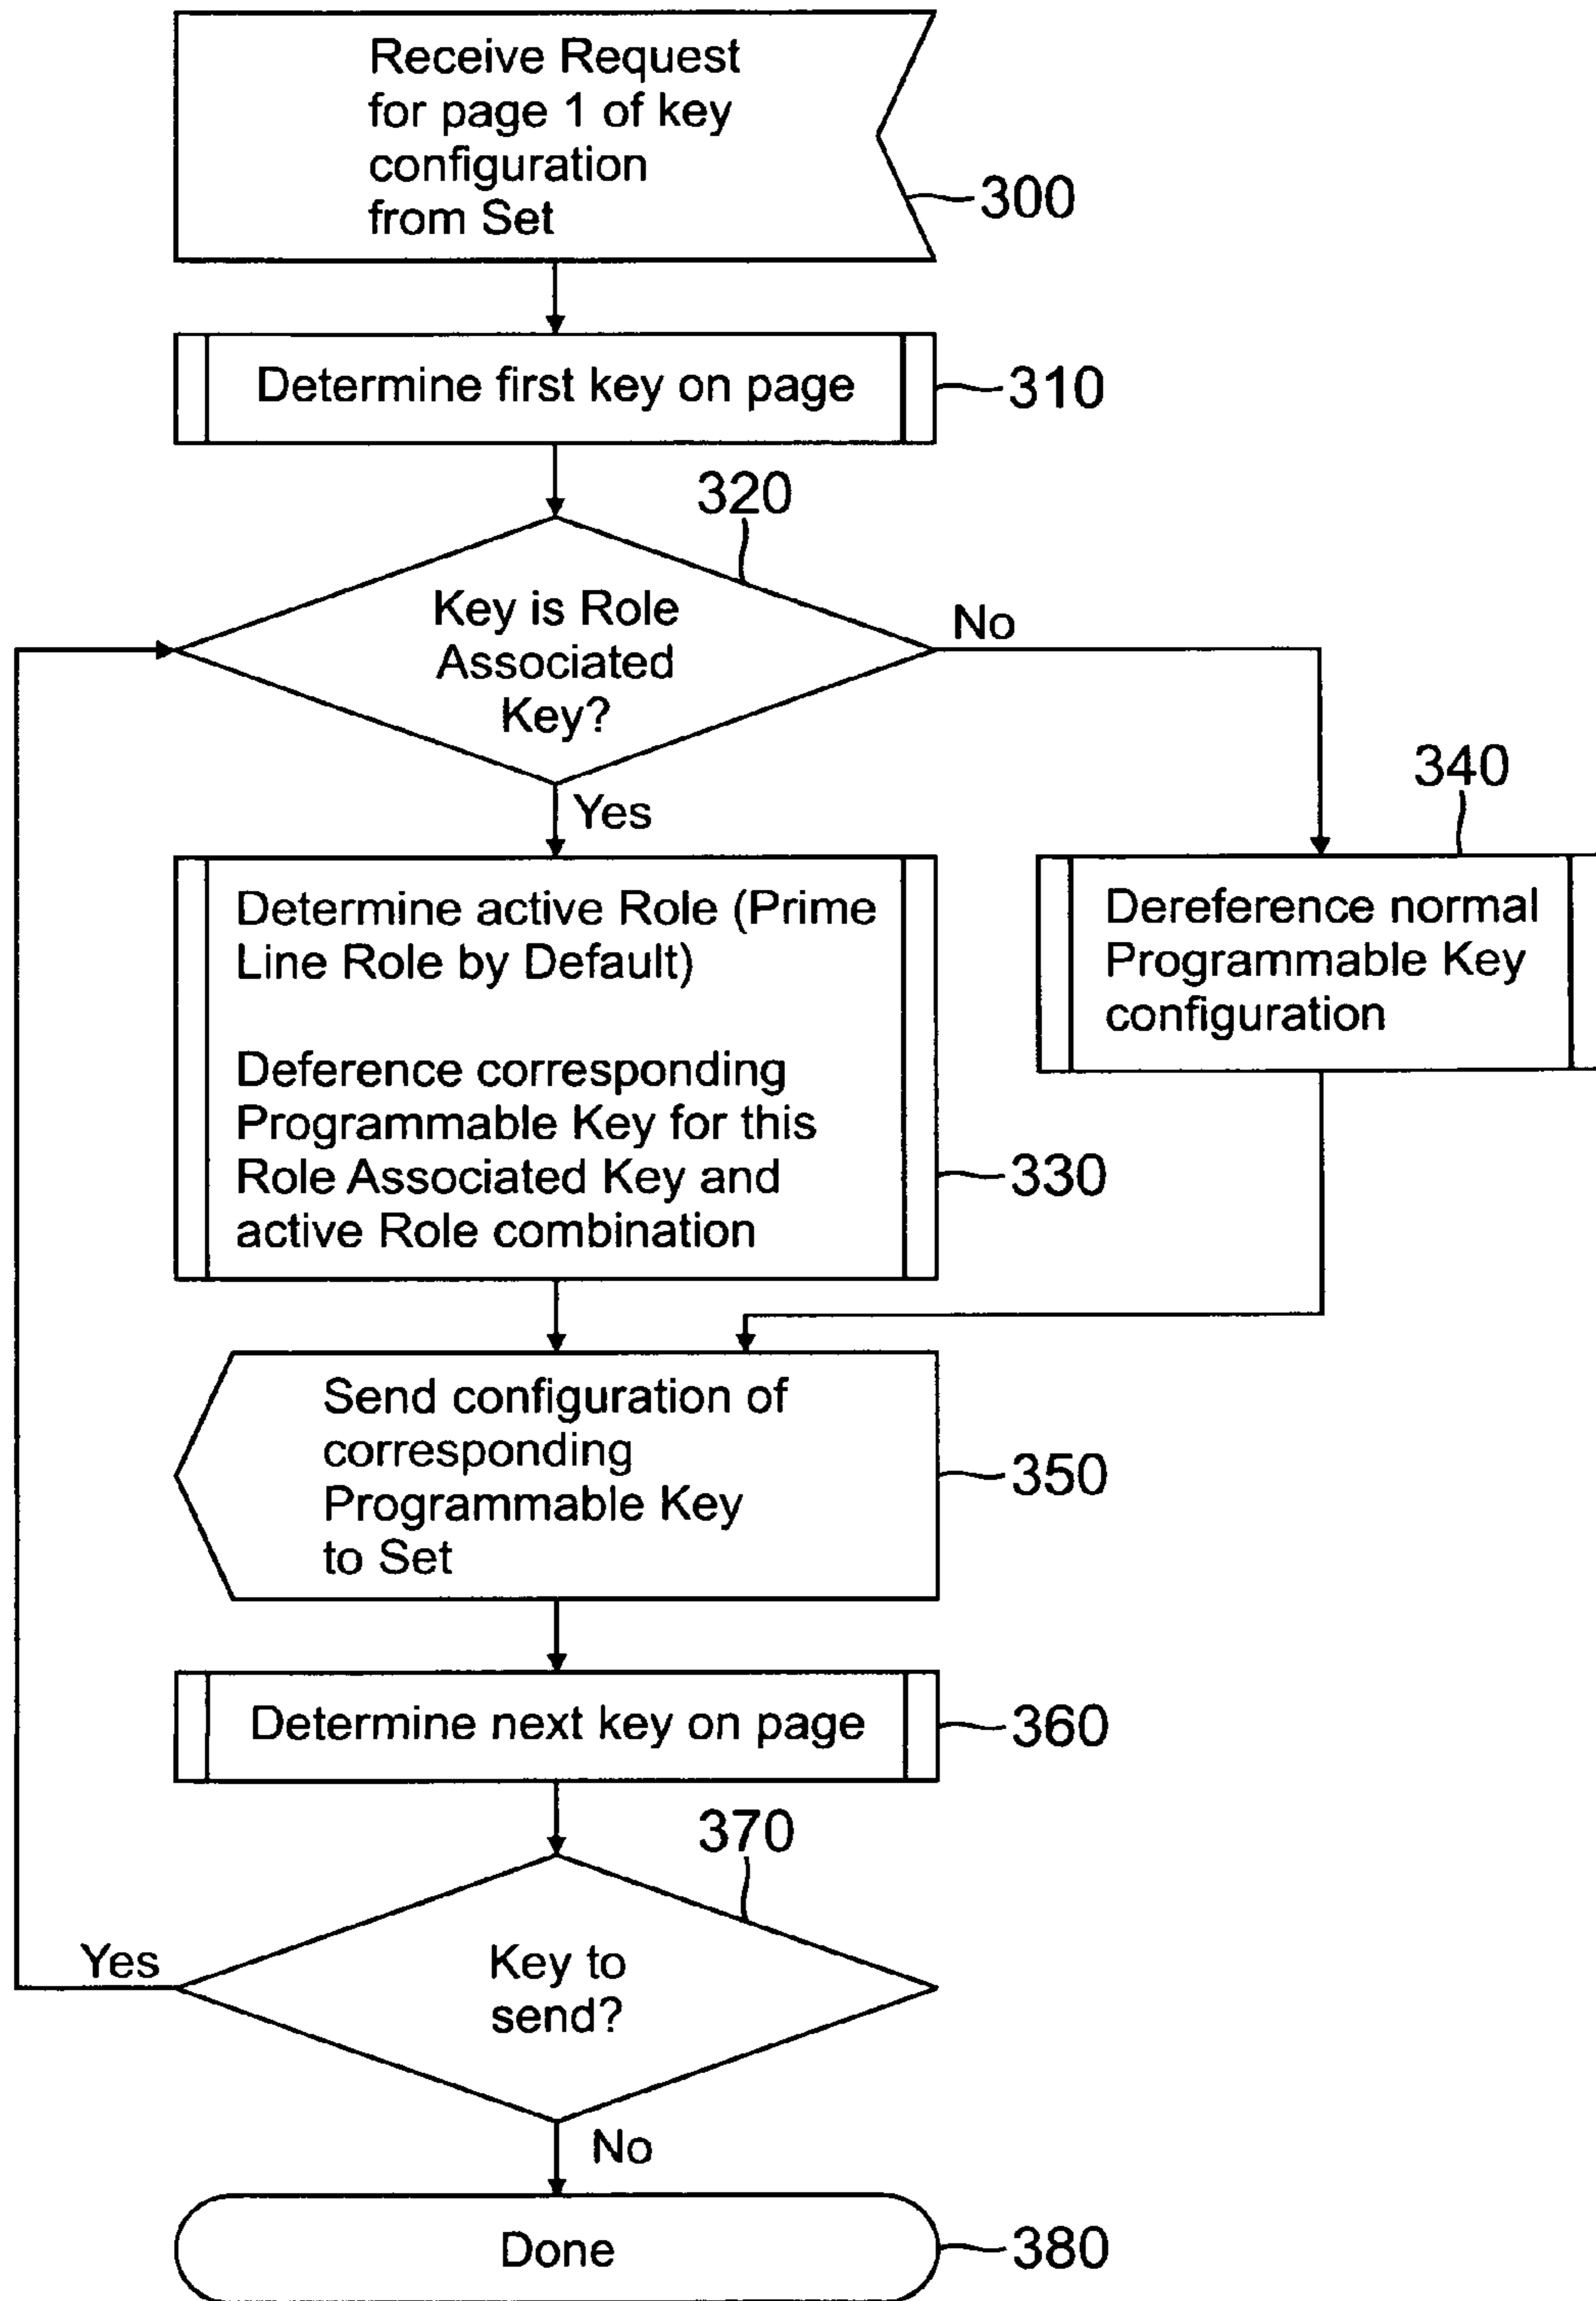 Receive Request
for page 1 of key
configuration
from Set
300
Determine first key on page
310
320
Key is Role
Associated
Key?
No
Yes
340
Determine active Role (Prime
Line Role by Default)
Deference corresponding
Programmable Key for this
Role Associated Key and
active Role combination
330
Dereference normal
Programmable Key
configuration
Send configuration of
corresponding
Programmable Key
to Set
350
Determine next key on page
360
370
Key to
send?
Yes
No
Done
380